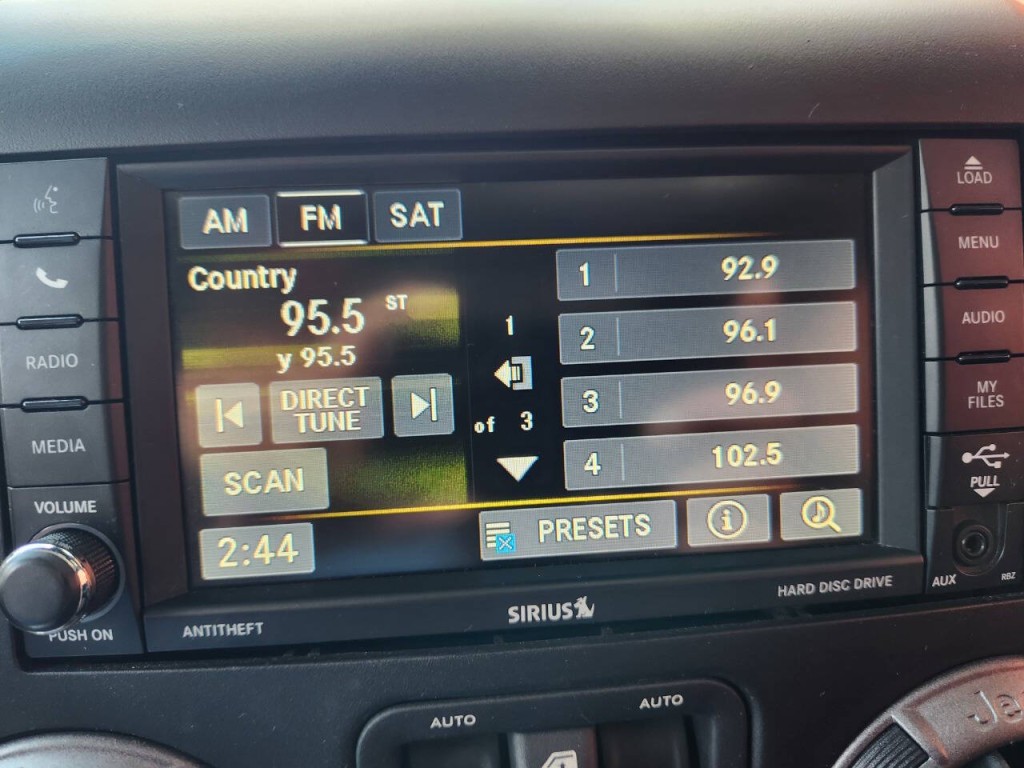 AM FM SAT
Country
95.5 ST
y 95.5
DIRECT
TUNE
SCAN
2:44
1
of 3
1 92.9
2 96.1
3 96.9
4 102.5
PRESETS
i
RADIO
MEDIA
VOLUME
PUSH ON
LOAD
MENU
AUDIO
MY
FILES
PULL
AUX
RBZ
ANTITHEFT
SIRIUS
HARD DISC DRIVE
AUTO
AUTO